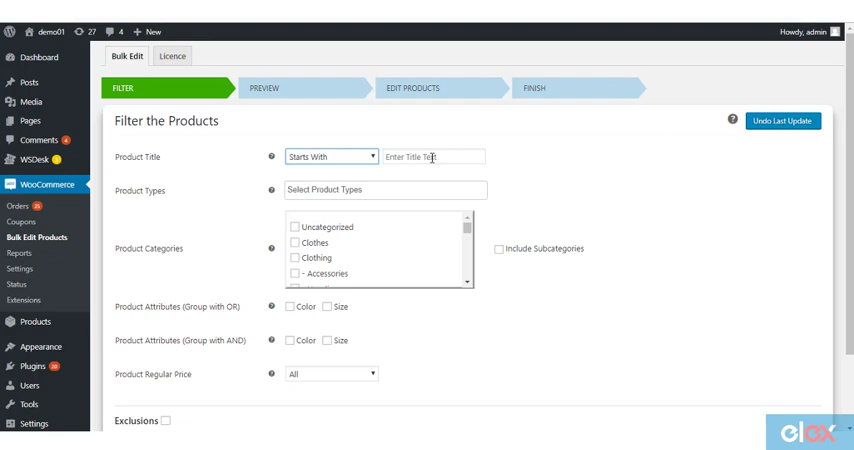 demo01 27 4 + New Howdy, admin
Dashboard
Posts
Media
Pages
Comments 4
WSDesk 0
WooCommerce
Orders 25
Coupons
Bulk Edit Products
Reports
Settings
Status
Extensions
Products
Appearance
Plugins 20
Users
Tools
Settings
Bulk Edit Licence
FILTER PREVIEW EDIT PRODUCTS FINISH
Filter the Products ? Undo Last Update
Product Title ? Starts With Enter Title Text
Product Types ? Select Product Types
Product Categories ?
Uncategorized
Clothes
Clothing
- Accessories
Include Subcategories
Product Attributes (Group with OR) ? Color Size
Product Attributes (Group with AND) ? Color Size
Product Regular Price ? All
Exclusions
elex